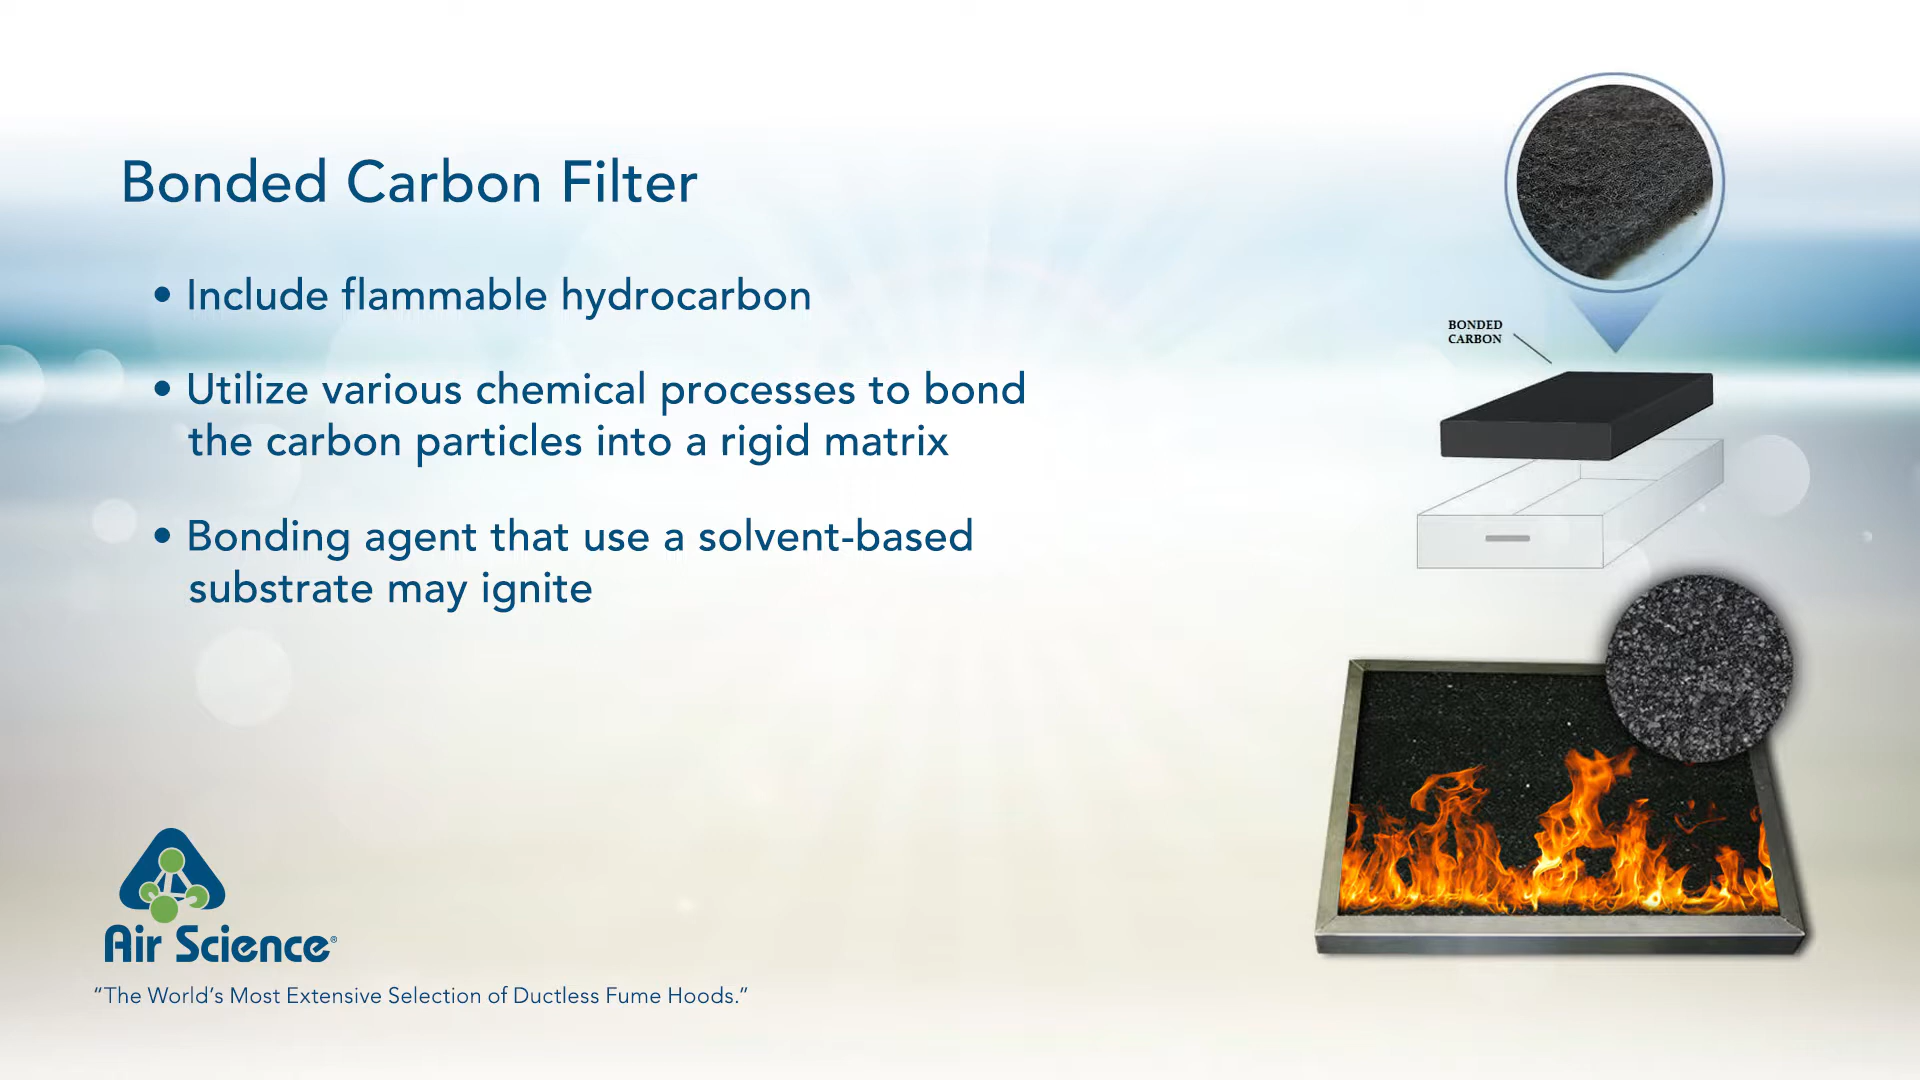 Bonded Carbon Filter
• Include flammable hydrocarbon
• Utilize various chemical processes to bond
the carbon particles into a rigid matrix
• Bonding agent that use a solvent-based
substrate may ignite
BONDED
CARBON
Air Science®
“The World’s Most Extensive Selection of Ductless Fume Hoods.”